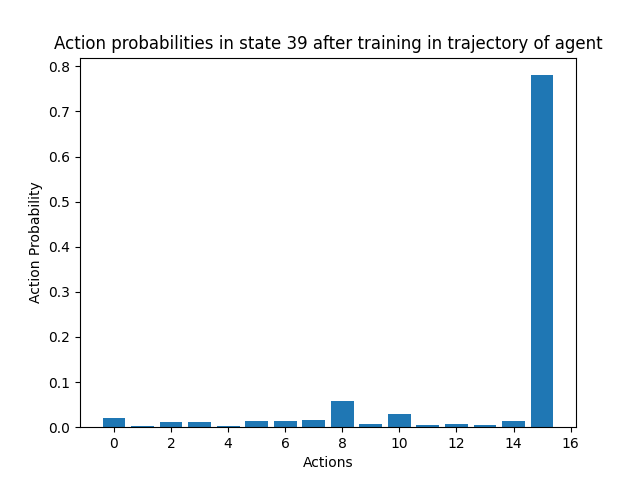 Action probabilities in state 39 after training in trajectory of agent
0.8
0.7
0.6
0.5
0.4
0.3
0.2
0.1
0.0
Action Probability
0 2 4 6 8 10 12 14 16
Actions